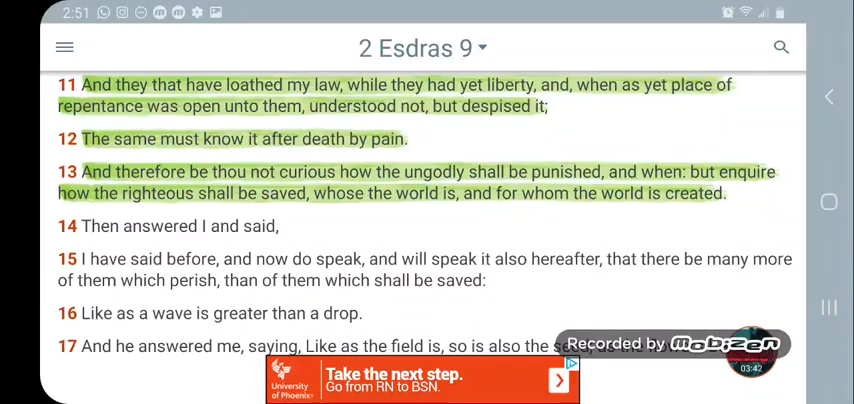 2:51
2 Esdras 9
11 And they that have loathed my law, while they had yet liberty, and, when as yet place of
repentance was open unto them, understood not, but despised it;
12 The same must know it after death by pain.
13 And therefore be thou not curious how the ungodly shall be punished, and when: but enquire
how the righteous shall be saved, whose the world is, and for whom the world is created.
14 Then answered I and said,
15 I have said before, and now do speak, and will speak it also hereafter, that there be many more
of them which perish, than of them which shall be saved:
16 Like as a wave is greater than a drop.
17 And he answered me, saying, Like as the field is, so is also the
Recorded by mobizen
03:42
University of Phoenix
Take the next step.
Go from RN to BSN.